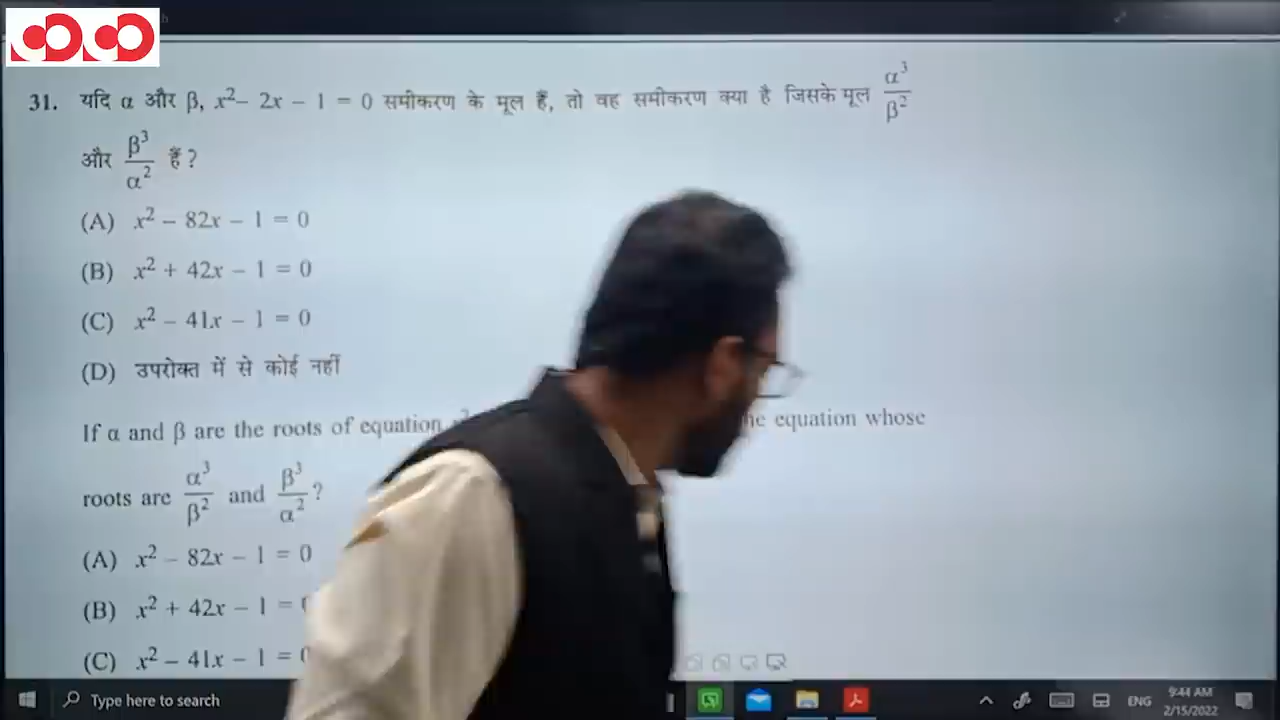 31. यदि α और β, x² – 2x – 1 = 0 समीकरण के मूल हैं, तो वह समीकरण क्या है जिसके मूल α³/β²
और β³/α² हैं ?
(A) x² – 82x – 1 = 0
(B) x² + 42x – 1 = 0
(C) x² – 41x – 1 = 0
(D) उपरोक्त में से कोई नहीं
If α and β are the roots of equation equation whose
roots are α³/β² and β³/α² ?
(A) x² – 82x – 1 = 0
(B) x² + 42x – 1 =
(C) x² – 41x – 1 =
Type here to search
ENG
9:44 AM
2/15/2022